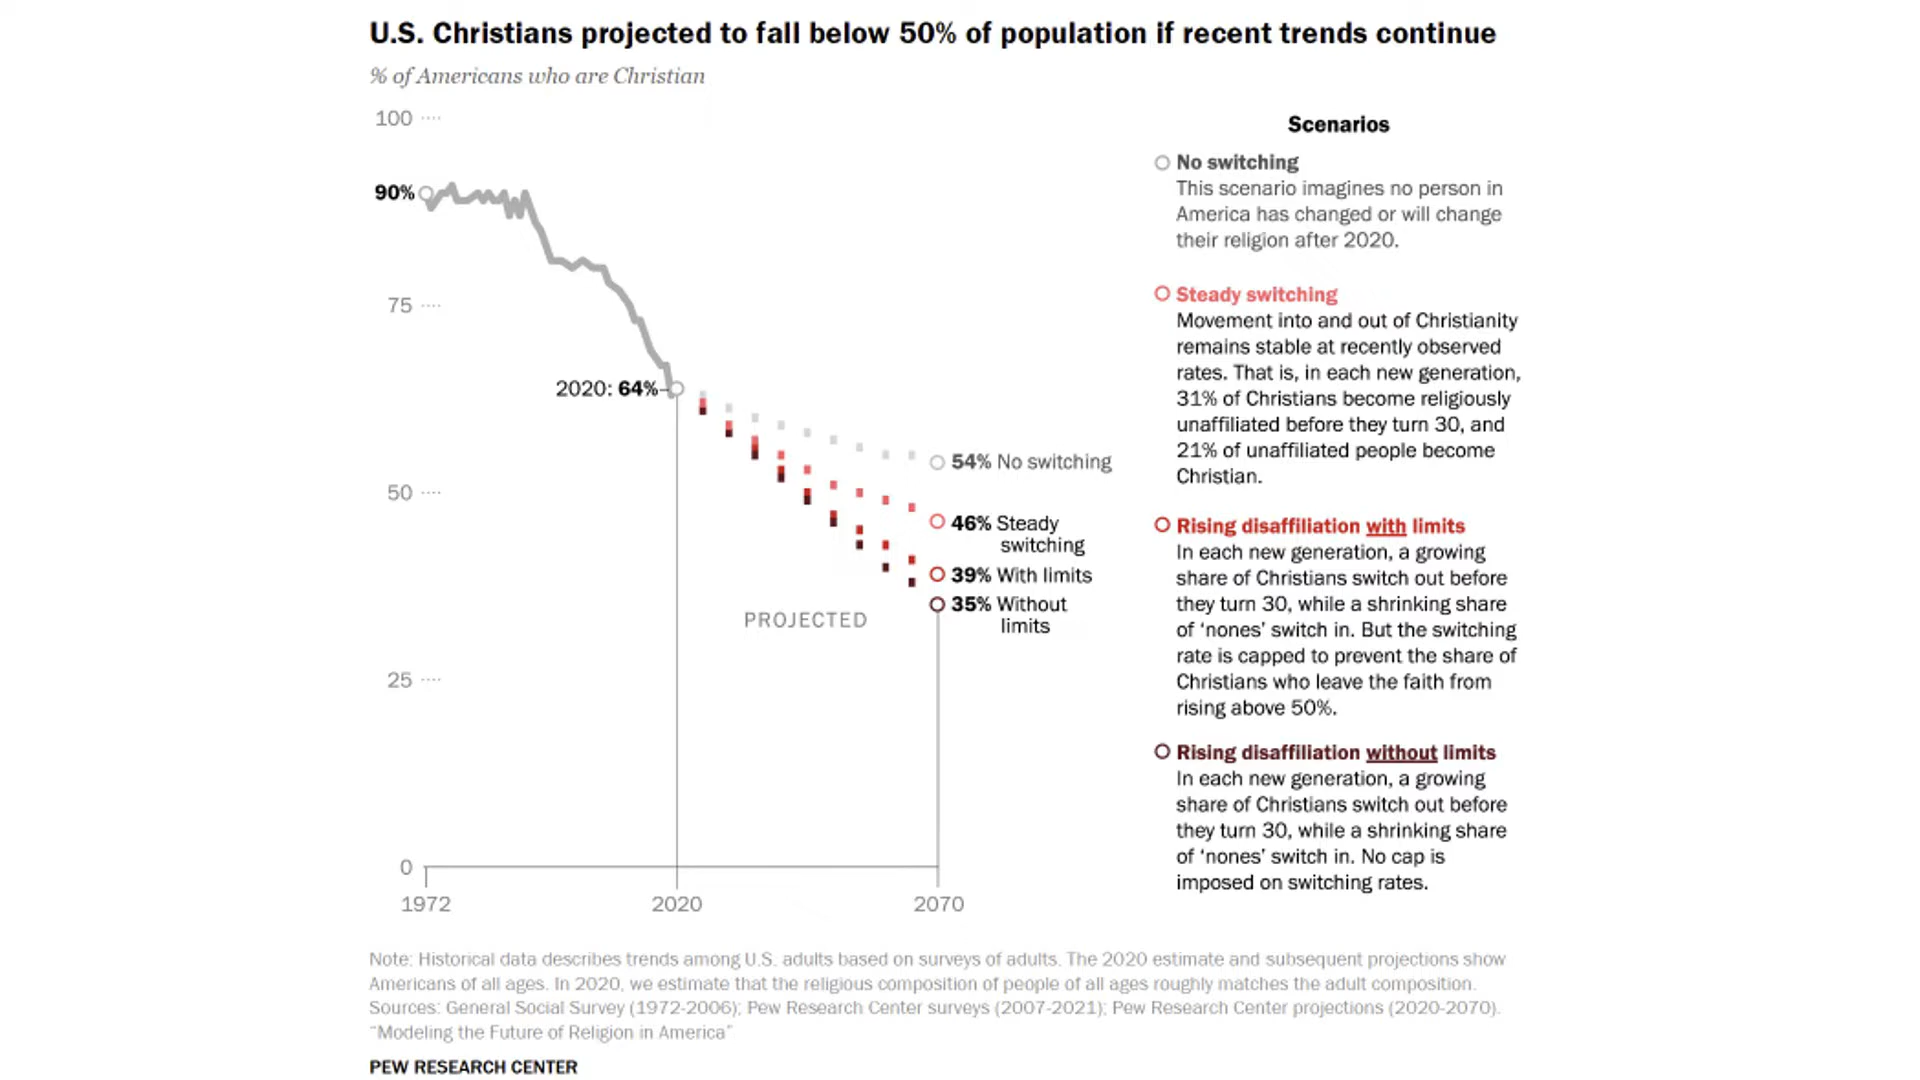 U.S. Christians projected to fall below 50% of population if recent trends continue
% of Americans who are Christian
100
90%
75
2020: 64%
50
25
0
1972
2020
2070
PROJECTED
54% No switching
46% Steady
switching
39% With limits
35% Without
limits
Scenarios
No switching
This scenario imagines no person in
America has changed or will change
their religion after 2020.
Steady switching
Movement into and out of Christianity
remains stable at recently observed
rates. That is, in each new generation,
31% of Christians become religiously
unaffiliated before they turn 30, and
21% of unaffiliated people become
Christian.
Rising disaffiliation with limits
In each new generation, a growing
share of Christians switch out before
they turn 30, while a shrinking share
of ‘nones’ switch in. But the switching
rate is capped to prevent the share of
Christians who leave the faith from
rising above 50%.
Rising disaffiliation without limits
In each new generation, a growing
share of Christians switch out before
they turn 30, while a shrinking share
of ‘nones’ switch in. No cap is
imposed on switching rates.
Note: Historical data describes trends among U.S. adults based on surveys of adults. The 2020 estimate and subsequent projections show
Americans of all ages. In 2020, we estimate that the religious composition of people of all ages roughly matches the adult composition.
Sources: General Social Survey (1972-2006); Pew Research Center surveys (2007-2021); Pew Research Center projections (2020-2070).
“Modeling the Future of Religion in America”
PEW RESEARCH CENTER